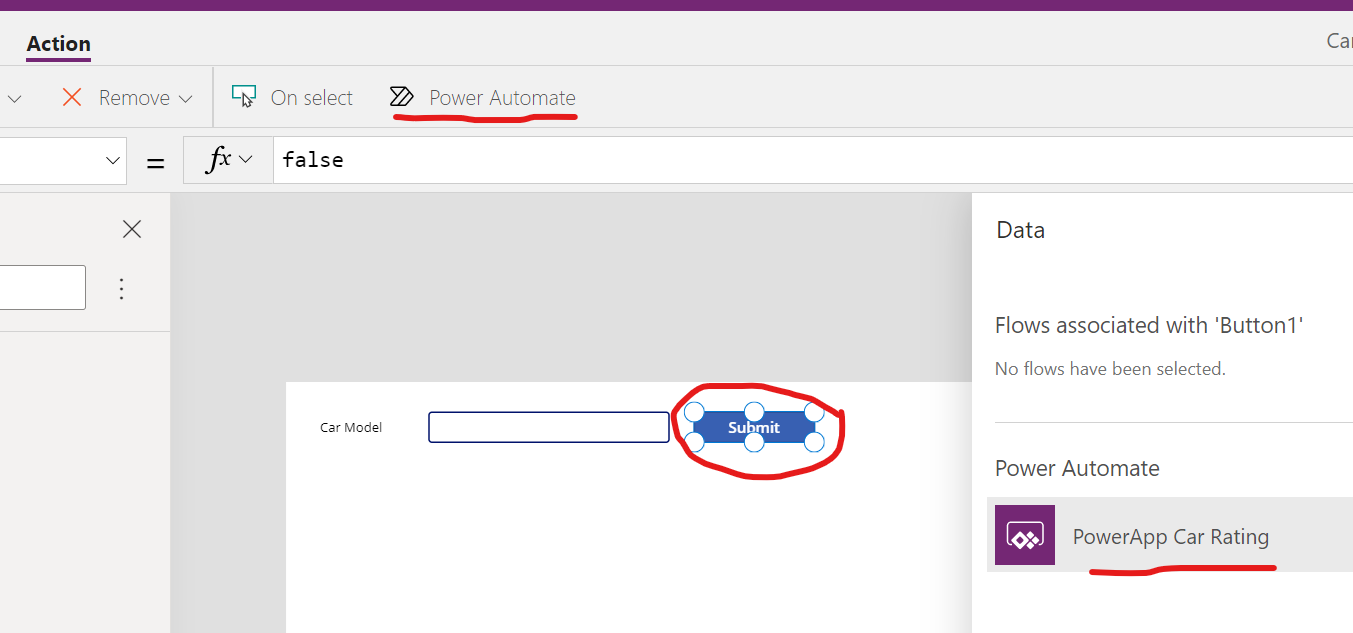 Action
Car
Remove
On select
Power Automate
=
fx
false
Data
Flows associated with 'Button1'
No flows have been selected.
Car Model
Submit
Power Automate
PowerApp Car Rating